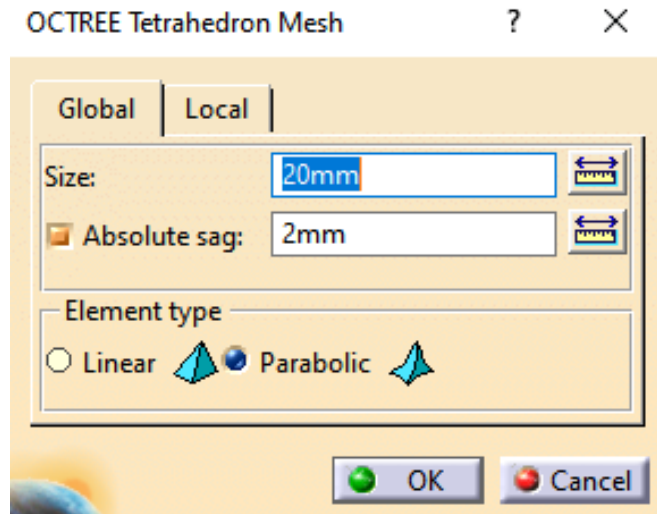 OCTREE Tetrahedron Mesh ? X
Global Local
Size: 20mm
Absolute sag: 2mm
Element type
Linear Parabolic
OK Cancel